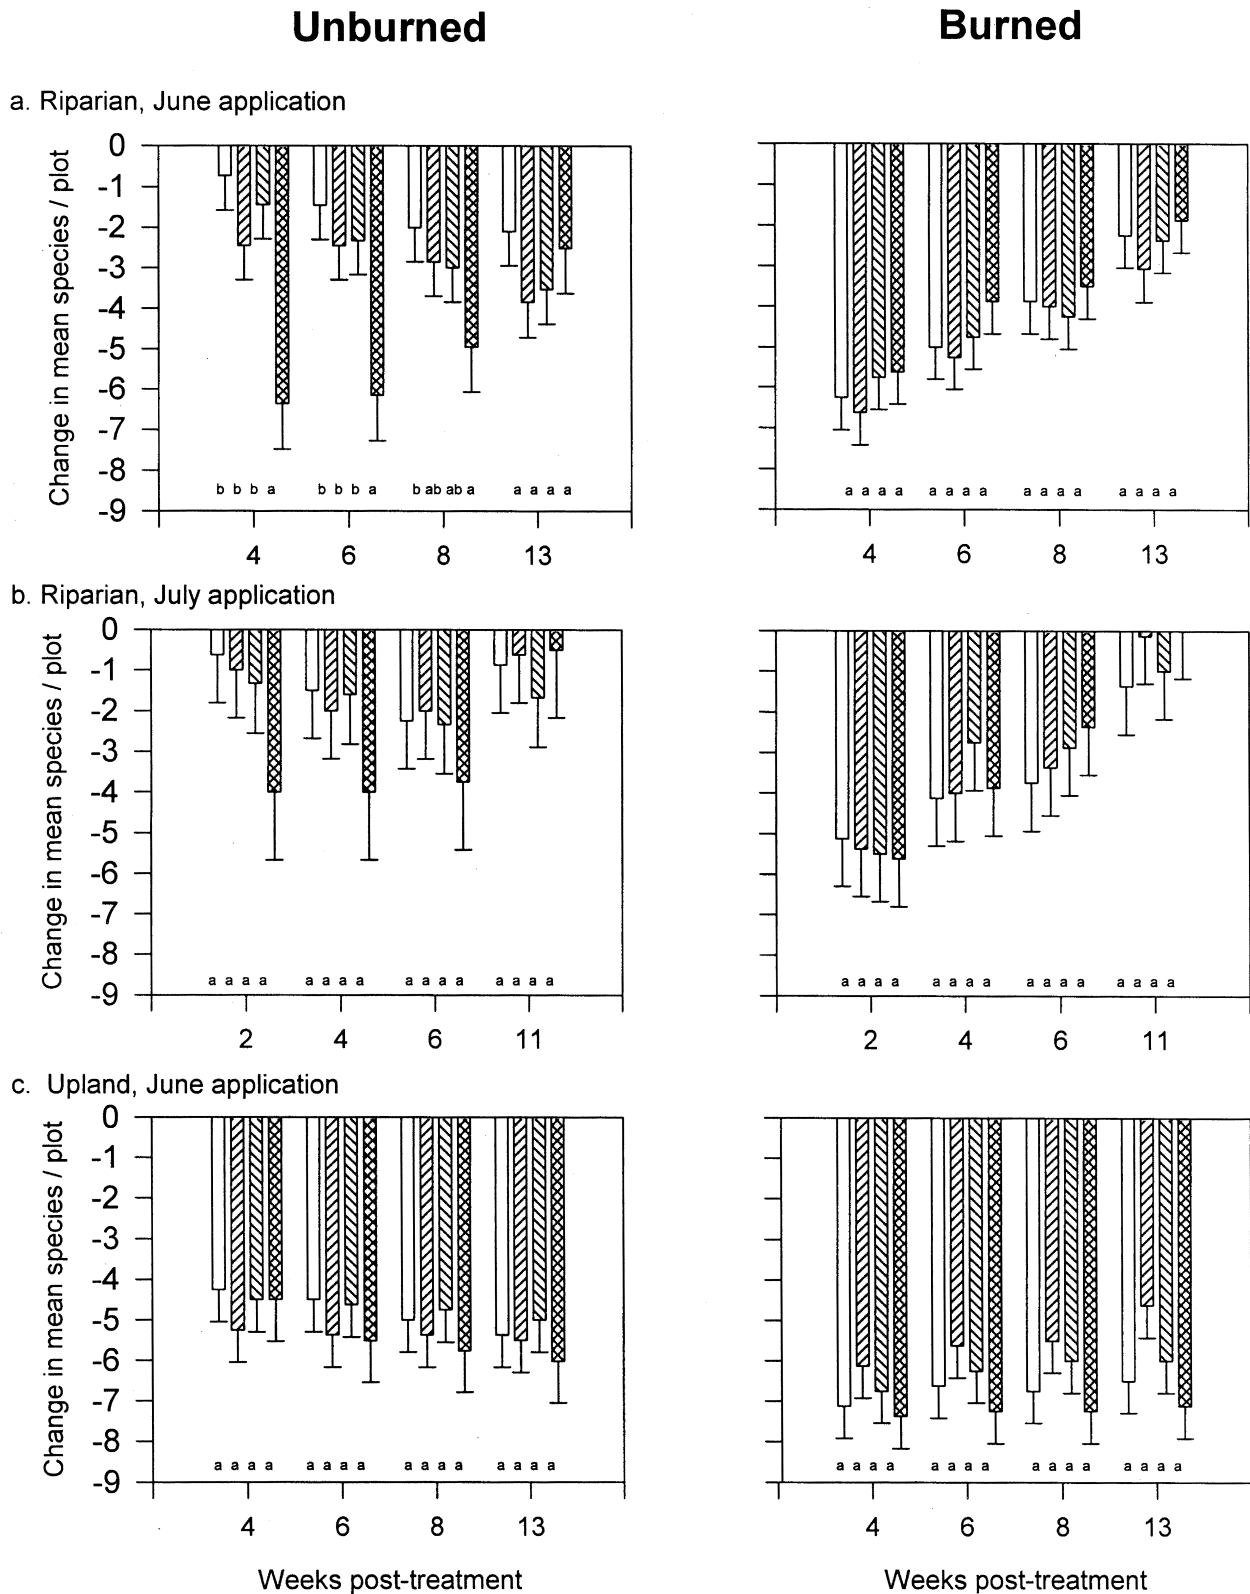 Unburned Burned
a. Riparian, June application
Change in mean species / plot
0
-1
-2
-3
-4
-5
-6
-7
-8
-9
b b b a b b b a b ab ab a a a a a
4 6 8 13
a a a a a a a a a a a a a a a a
4 6 8 13
b. Riparian, July application
Change in mean species / plot
0
-1
-2
-3
-4
-5
-6
-7
-8
-9
a a a a a a a a a a a a a a a a
2 4 6 11
a a a a a a a a a a a a a a a a
2 4 6 11
c. Upland, June application
Change in mean species / plot
0
-1
-2
-3
-4
-5
-6
-7
-8
-9
a a a a a a a a a a a a a a a a
4 6 8 13
Weeks post-treatment
a a a a a a a a a a a a a a a a
4 6 8 13
Weeks post-treatment